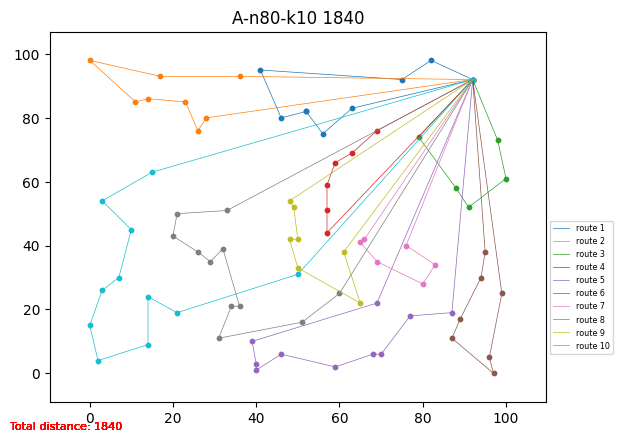 A-n80-k10 1840
100
80
60
40
20
0
0
20
40
60
80
100
route 1
route 2
route 3
route 4
route 5
route 6
route 7
route 8
route 9
route 10
Total distance: 1840